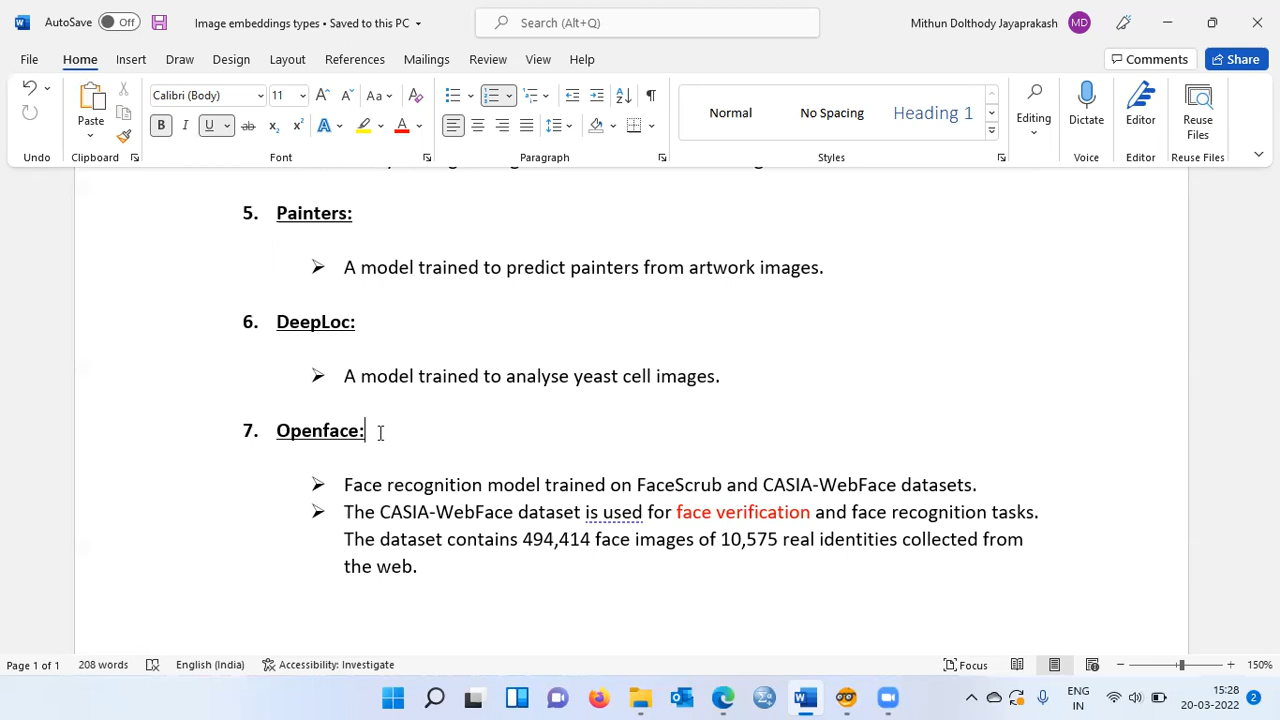 AutoSave Off Image embeddings types • Saved to this PC Search (Alt+Q) Mithun Dolthody Jayaprakash MD
File Home Insert Draw Design Layout References Mailings Review View Help Comments Share
Calibri (Body) 11 Aa Normal No Spacing Heading 1
Paste Editing Dictate Editor Reuse Files
Undo Clipboard Font Paragraph Styles Voice Editor Reuse Files
5. Painters:
A model trained to predict painters from artwork images.
6. DeepLoc:
A model trained to analyse yeast cell images.
7. Openface:
Face recognition model trained on FaceScrub and CASIA-WebFace datasets.
The CASIA-WebFace dataset is used for face verification and face recognition tasks.
The dataset contains 494,414 face images of 10,575 real identities collected from
the web.
Page 1 of 1 208 words English (India) Accessibility: Investigate Focus 150%
ENG IN 15:28 20-03-2022 2